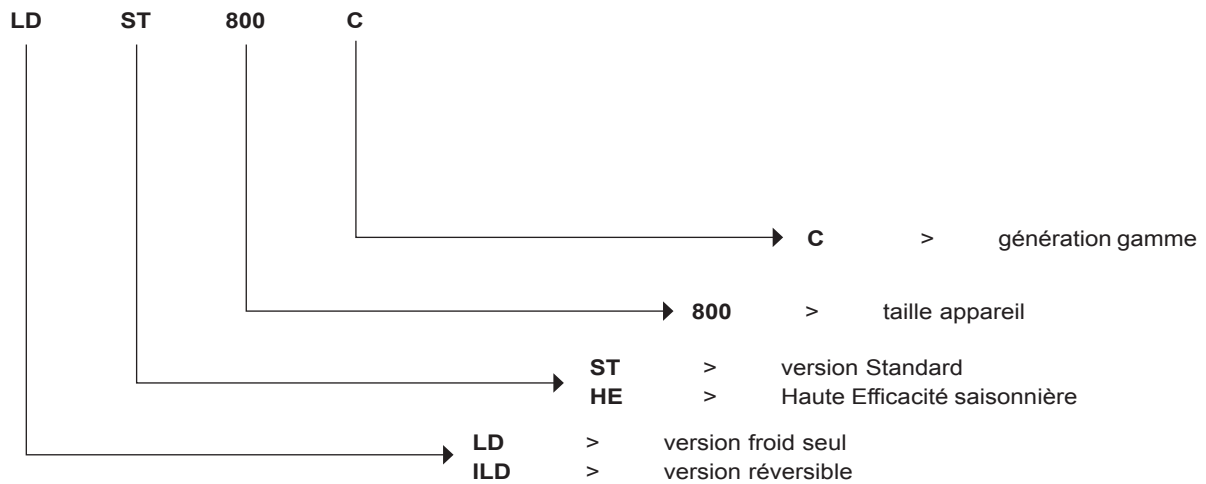 LD ST 800 C
C > génération gamme
800 > taille appareil
ST > version Standard
HE > Haute Efficacité saisonnière
LD > version froid seul
ILD > version réversible